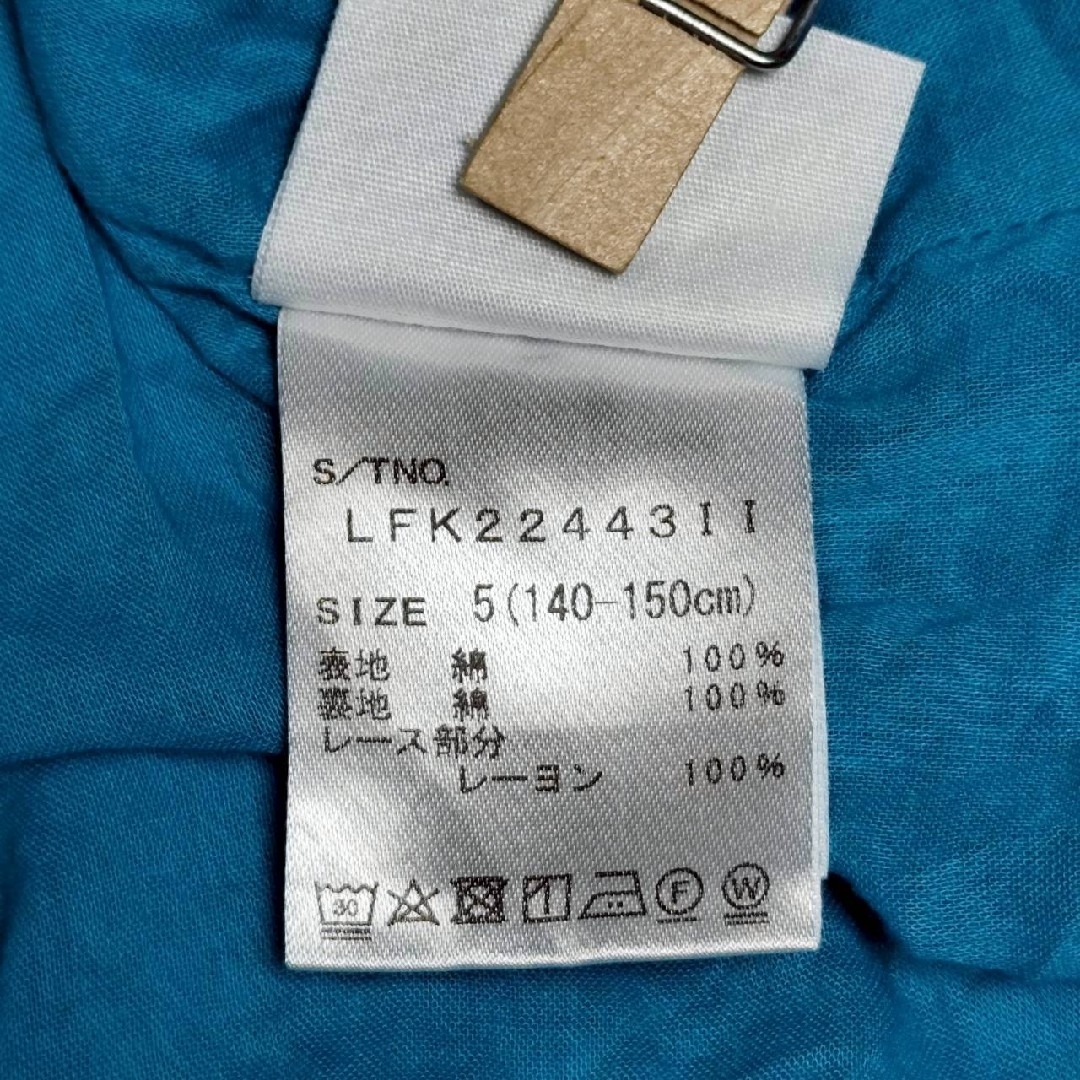 S/TNO.
LFK22443II
SIZE 5(140-150cm)
表地 綿 100%
裏地 綿 100%
レース部分
レーヨン 100%
30
F W